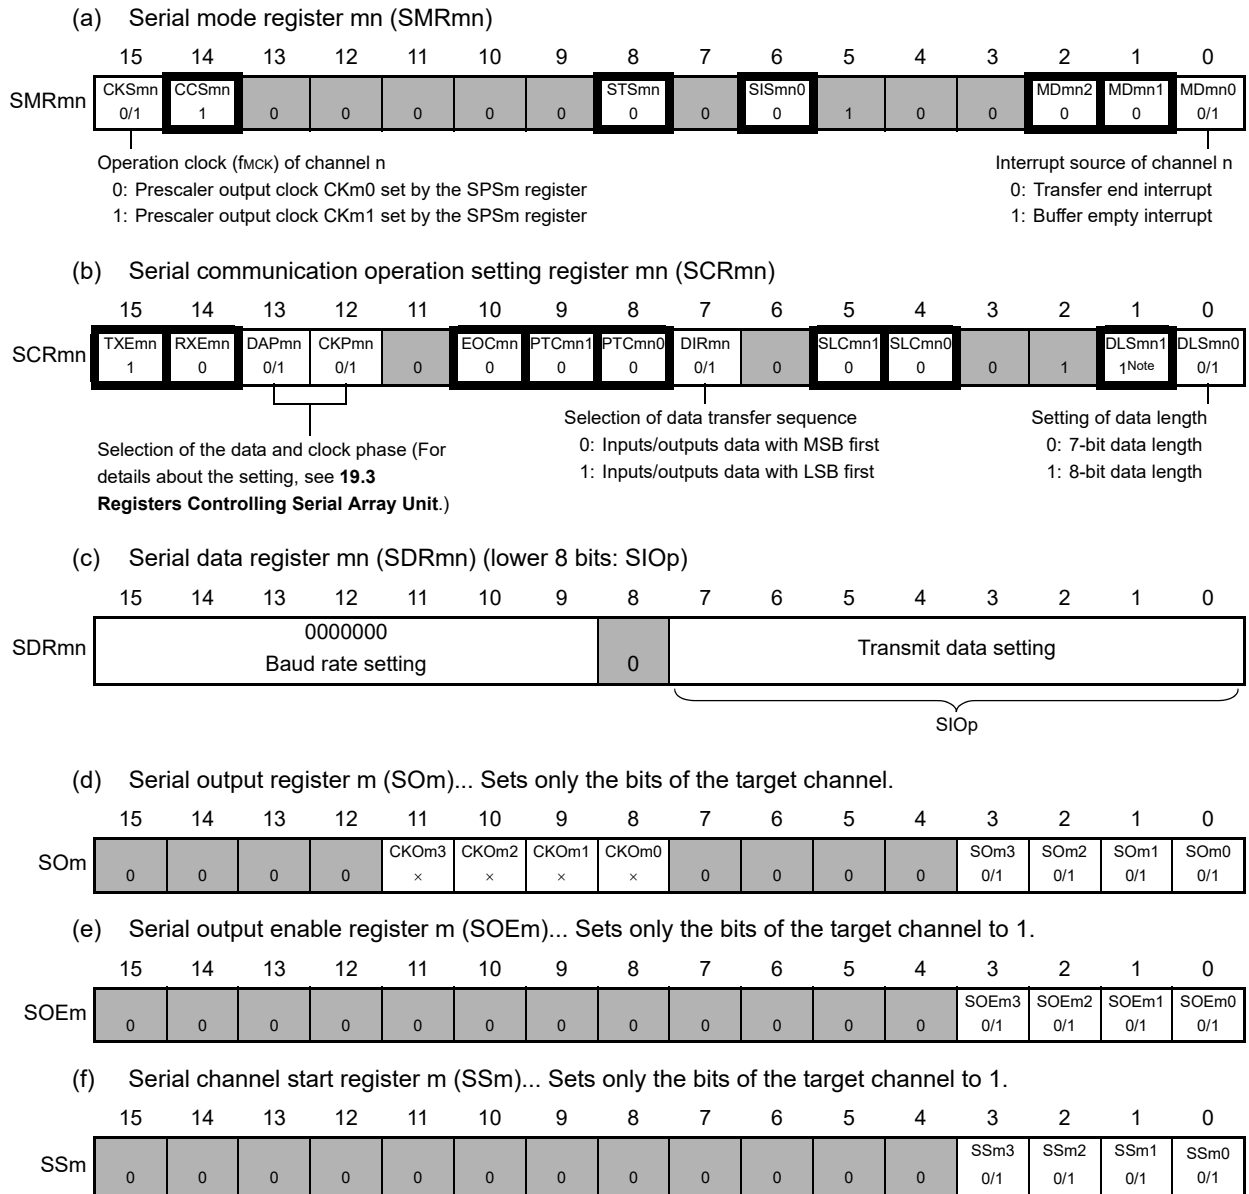 (a) Serial mode register mn (SMRmn)
15 14 13 12 11 10 9 8 7 6 5 4 3 2 1 0
SMRmn CKSmn CCSmn STSmn SISmn0 MDmn2 MDmn1 MDmn0
0/1 1 0 0 0 0 0 0 0 0 1 0 0 0 0 0/1
Operation clock (fMCK) of channel n
0: Prescaler output clock CKm0 set by the SPSm register
1: Prescaler output clock CKm1 set by the SPSm register
Interrupt source of channel n
0: Transfer end interrupt
1: Buffer empty interrupt
(b) Serial communication operation setting register mn (SCRmn)
15 14 13 12 11 10 9 8 7 6 5 4 3 2 1 0
SCRmn TXEmn RXEmn DAPmn CKPmn EOCmn PTCmn1 PTCmn0 DIRmn SLCmn1 SLCmn0 DLSmn1 DLSmn0
1 0 0/1 0/1 0 0 0 0 0/1 0 0 0 0 1 1Note 0/1
Selection of the data and clock phase (For
details about the setting, see 19.3
Registers Controlling Serial Array Unit.)
Selection of data transfer sequence
0: Inputs/outputs data with MSB first
1: Inputs/outputs data with LSB first
Setting of data length
0: 7-bit data length
1: 8-bit data length
(c) Serial data register mn (SDRmn) (lower 8 bits: SIOp)
15 14 13 12 11 10 9 8 7 6 5 4 3 2 1 0
SDRmn
0000000
Baud rate setting
0
Transmit data setting
SIOp
(d) Serial output register m (SOm)... Sets only the bits of the target channel.
15 14 13 12 11 10 9 8 7 6 5 4 3 2 1 0
SOm CKOm3 CKOm2 CKOm1 CKOm0 SOm3 SOm2 SOm1 SOm0
0 0 0 0 × × × × 0 0 0 0 0/1 0/1 0/1 0/1
(e) Serial output enable register m (SOEm)... Sets only the bits of the target channel to 1.
15 14 13 12 11 10 9 8 7 6 5 4 3 2 1 0
SOEm SOEm3 SOEm2 SOEm1 SOEm0
0 0 0 0 0 0 0 0 0 0 0 0 0/1 0/1 0/1 0/1
(f) Serial channel start register m (SSm)... Sets only the bits of the target channel to 1.
15 14 13 12 11 10 9 8 7 6 5 4 3 2 1 0
SSm SSm3 SSm2 SSm1 SSm0
0 0 0 0 0 0 0 0 0 0 0 0 0/1 0/1 0/1 0/1